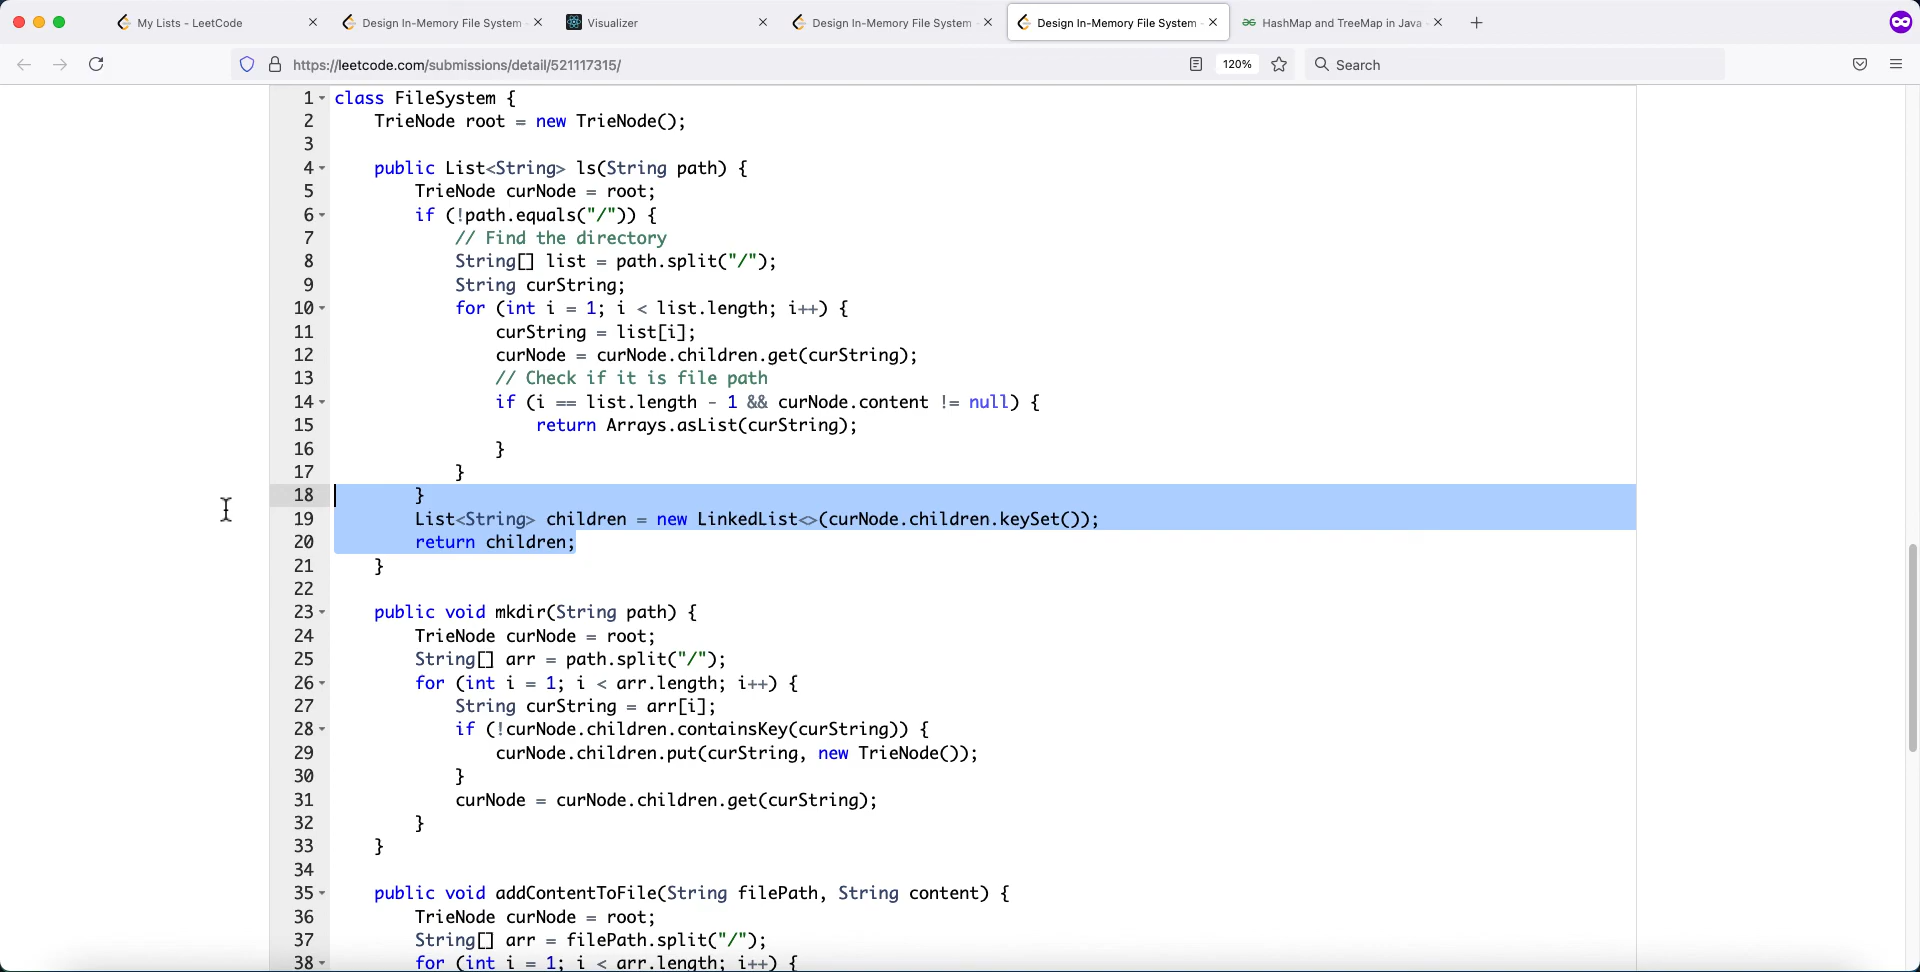 My Lists - LeetCode
Design In-Memory File System
Visualizer
Design In-Memory File System
Design In-Memory File System
HashMap and TreeMap in Java
https://leetcode.com/submissions/detail/521117315/
120%
Search
1 class FileSystem {
2 TrieNode root = new TrieNode();
3
4 public List<String> ls(String path) {
5 TrieNode curNode = root;
6 if (!path.equals("/")) {
7 // Find the directory
8 String[] list = path.split("/");
9 String curString;
10 for (int i = 1; i < list.length; i++) {
11 curString = list[i];
12 curNode = curNode.children.get(curString);
13 // Check if it is file path
14 if (i == list.length - 1 && curNode.content != null) {
15 return Arrays.asList(curString);
16 }
17 }
18 }
19 List<String> children = new LinkedList<>(curNode.children.keySet());
20 return children;
21 }
22
23 public void mkdir(String path) {
24 TrieNode curNode = root;
25 String[] arr = path.split("/");
26 for (int i = 1; i < arr.length; i++) {
27 String curString = arr[i];
28 if (!curNode.children.containsKey(curString)) {
29 curNode.children.put(curString, new TrieNode());
30 }
31 curNode = curNode.children.get(curString);
32 }
33 }
34
35 public void addContentToFile(String filePath, String content) {
36 TrieNode curNode = root;
37 String[] arr = filePath.split("/");
38 for (int i = 1; i < arr.length; i++) {